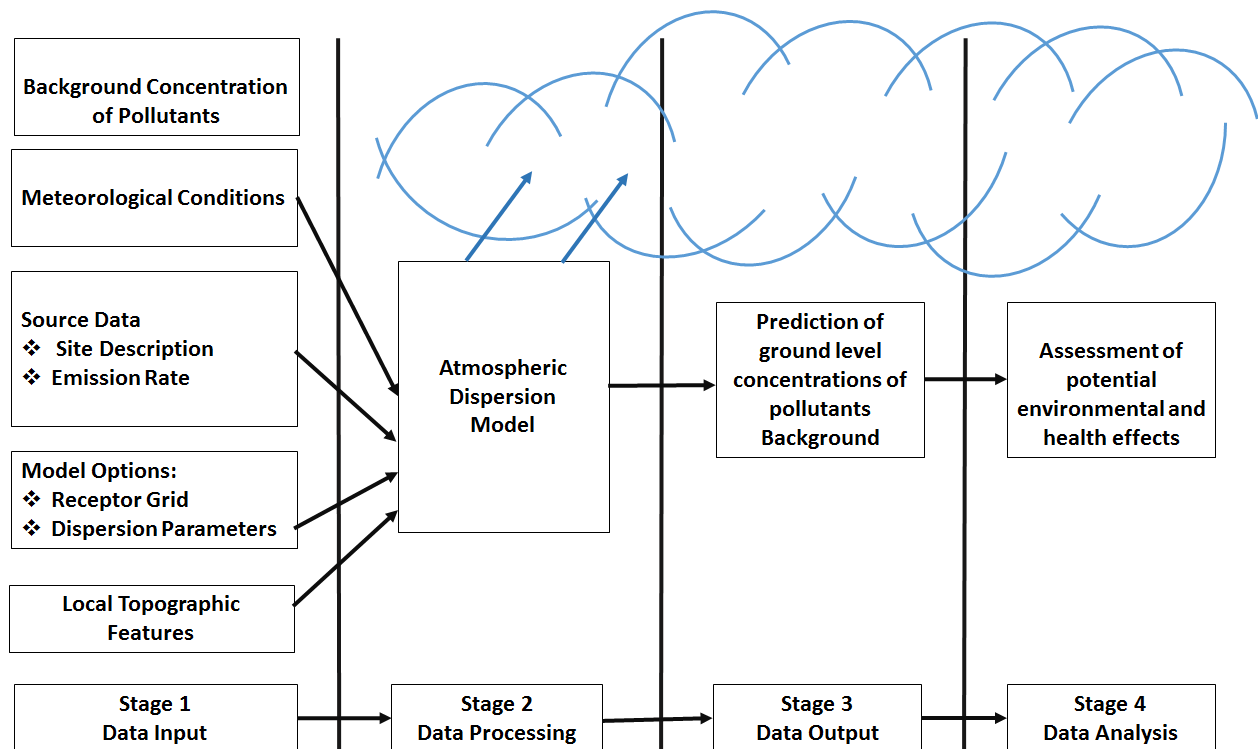 Background Concentration
of Pollutants
Meteorological Conditions
Source Data
❖ Site Description
❖ Emission Rate
Model Options:
❖ Receptor Grid
❖ Dispersion Parameters
Local Topographic
Features
Atmospheric
Dispersion
Model
Prediction of
ground level
concentrations of
pollutants
Background
Assessment of
potential
environmental and
health effects
Stage 1
Data Input
Stage 2
Data Processing
Stage 3
Data Output
Stage 4
Data Analysis